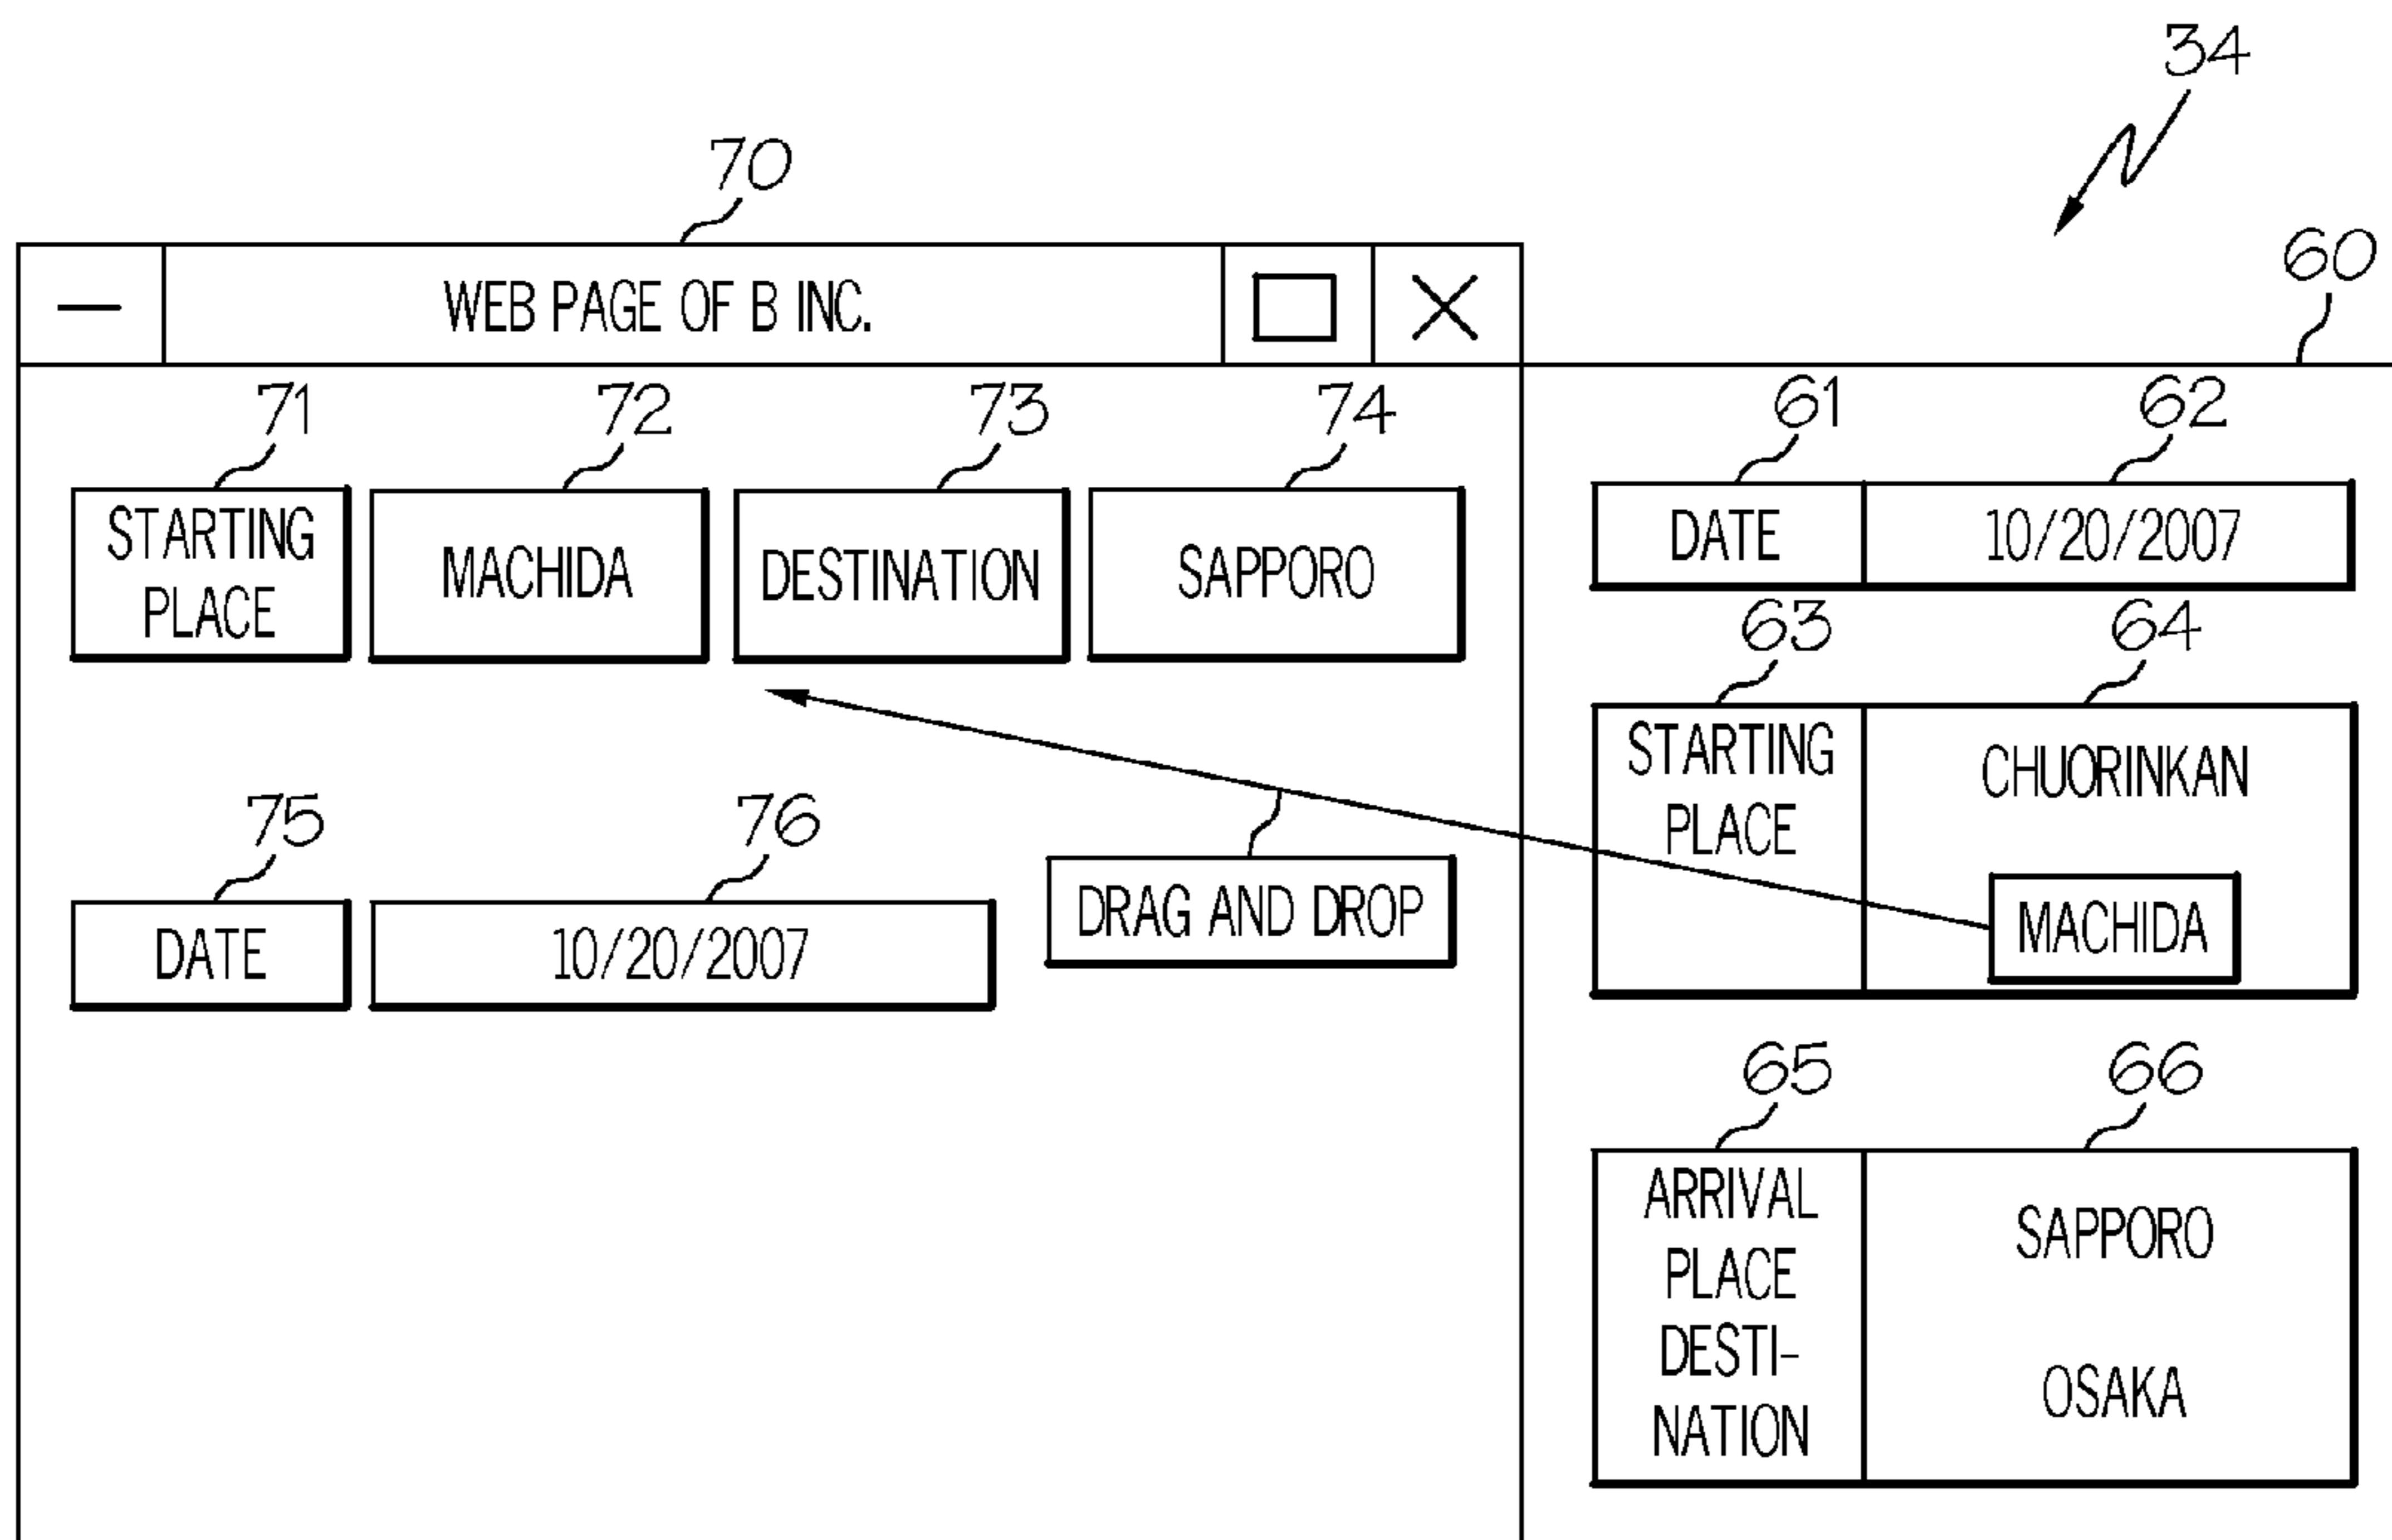 34
70
60
WEB PAGE OF B INC.
71
72
73
74
STARTING
PLACE
MACHIDA
DESTINATION
SAPPORO
75
76
DATE
10/20/2007
DRAG AND DROP
61
62
DATE
10/20/2007
63
64
STARTING
PLACE
CHUORINKAN
MACHIDA
65
66
ARRIVAL
PLACE
DESTI-
NATION
SAPPORO
OSAKA